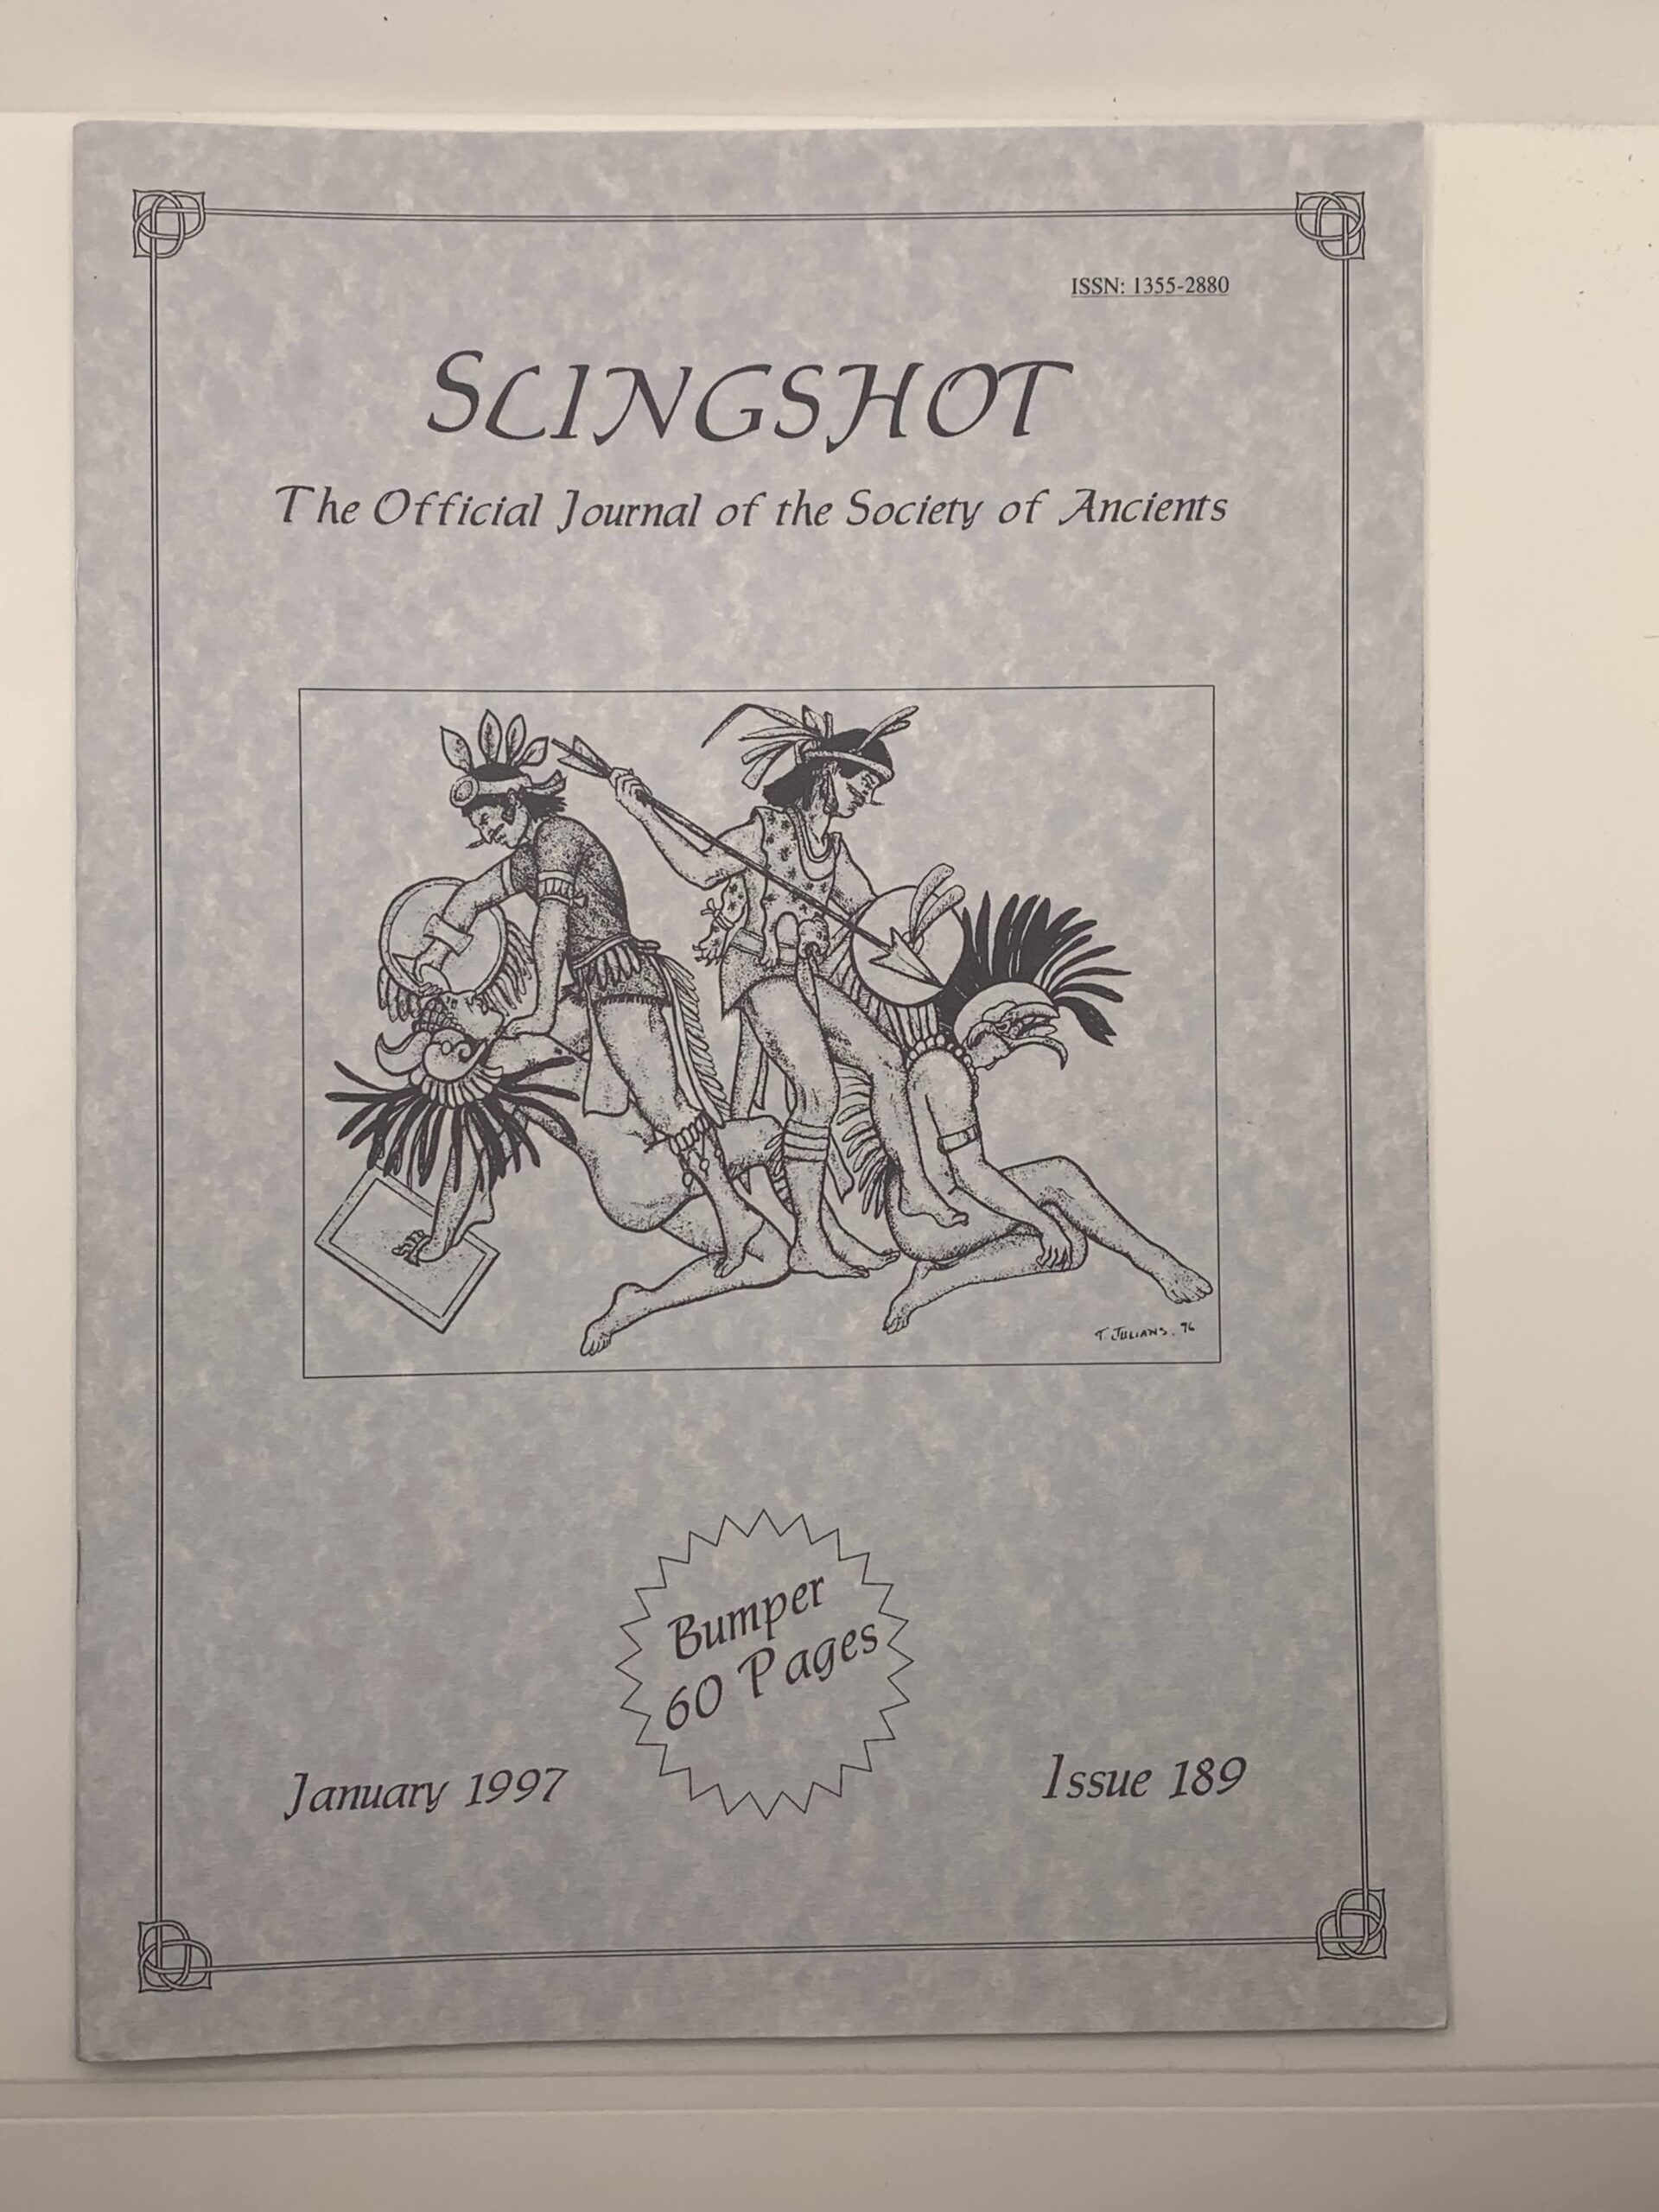 ISSN: 1355-2880
SLINGSHOT
The Official Journal of the Society of Ancients
T. JULIANS. 96
Bumper
60 Pages
January 1997
Issue 189